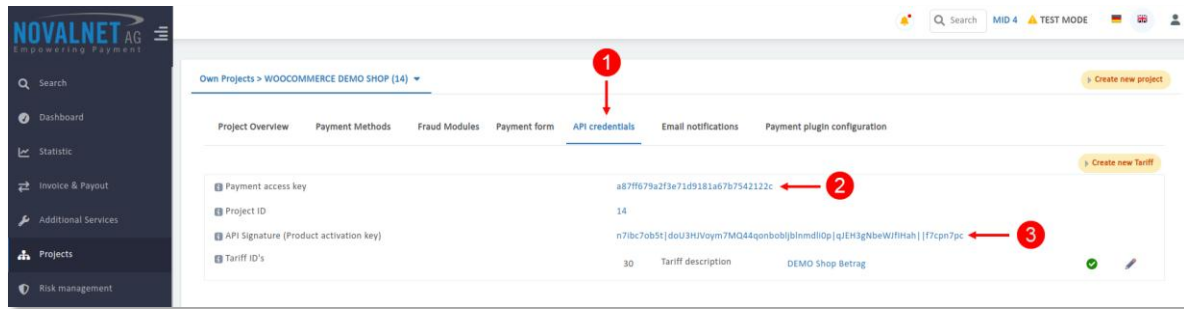 NOVALNET AG
Empowering Payment
Search MID 4 TEST MODE
Search
Dashboard
Statistic
Invoice & Payout
Additional Services
Projects
Risk management
Own Projects > WOOCOMMERCE DEMO SHOP (14)
1
Create new project
Project Overview Payment Methods Fraud Modules Payment form API credentials Email notifications Payment plugin configuration
Create new Tariff
Payment access key a87ff679a2f3e71d9181a67b7542122c 2
Project ID 14
API Signature (Product activation key) n7ibc7ob5t|doU3HJVoym7MQ44qonbobljblnmdli0p|qJEH3gNbeWJfIHah||f7cpn7pc 3
Tariff ID's 30 Tariff description DEMO Shop Betrag